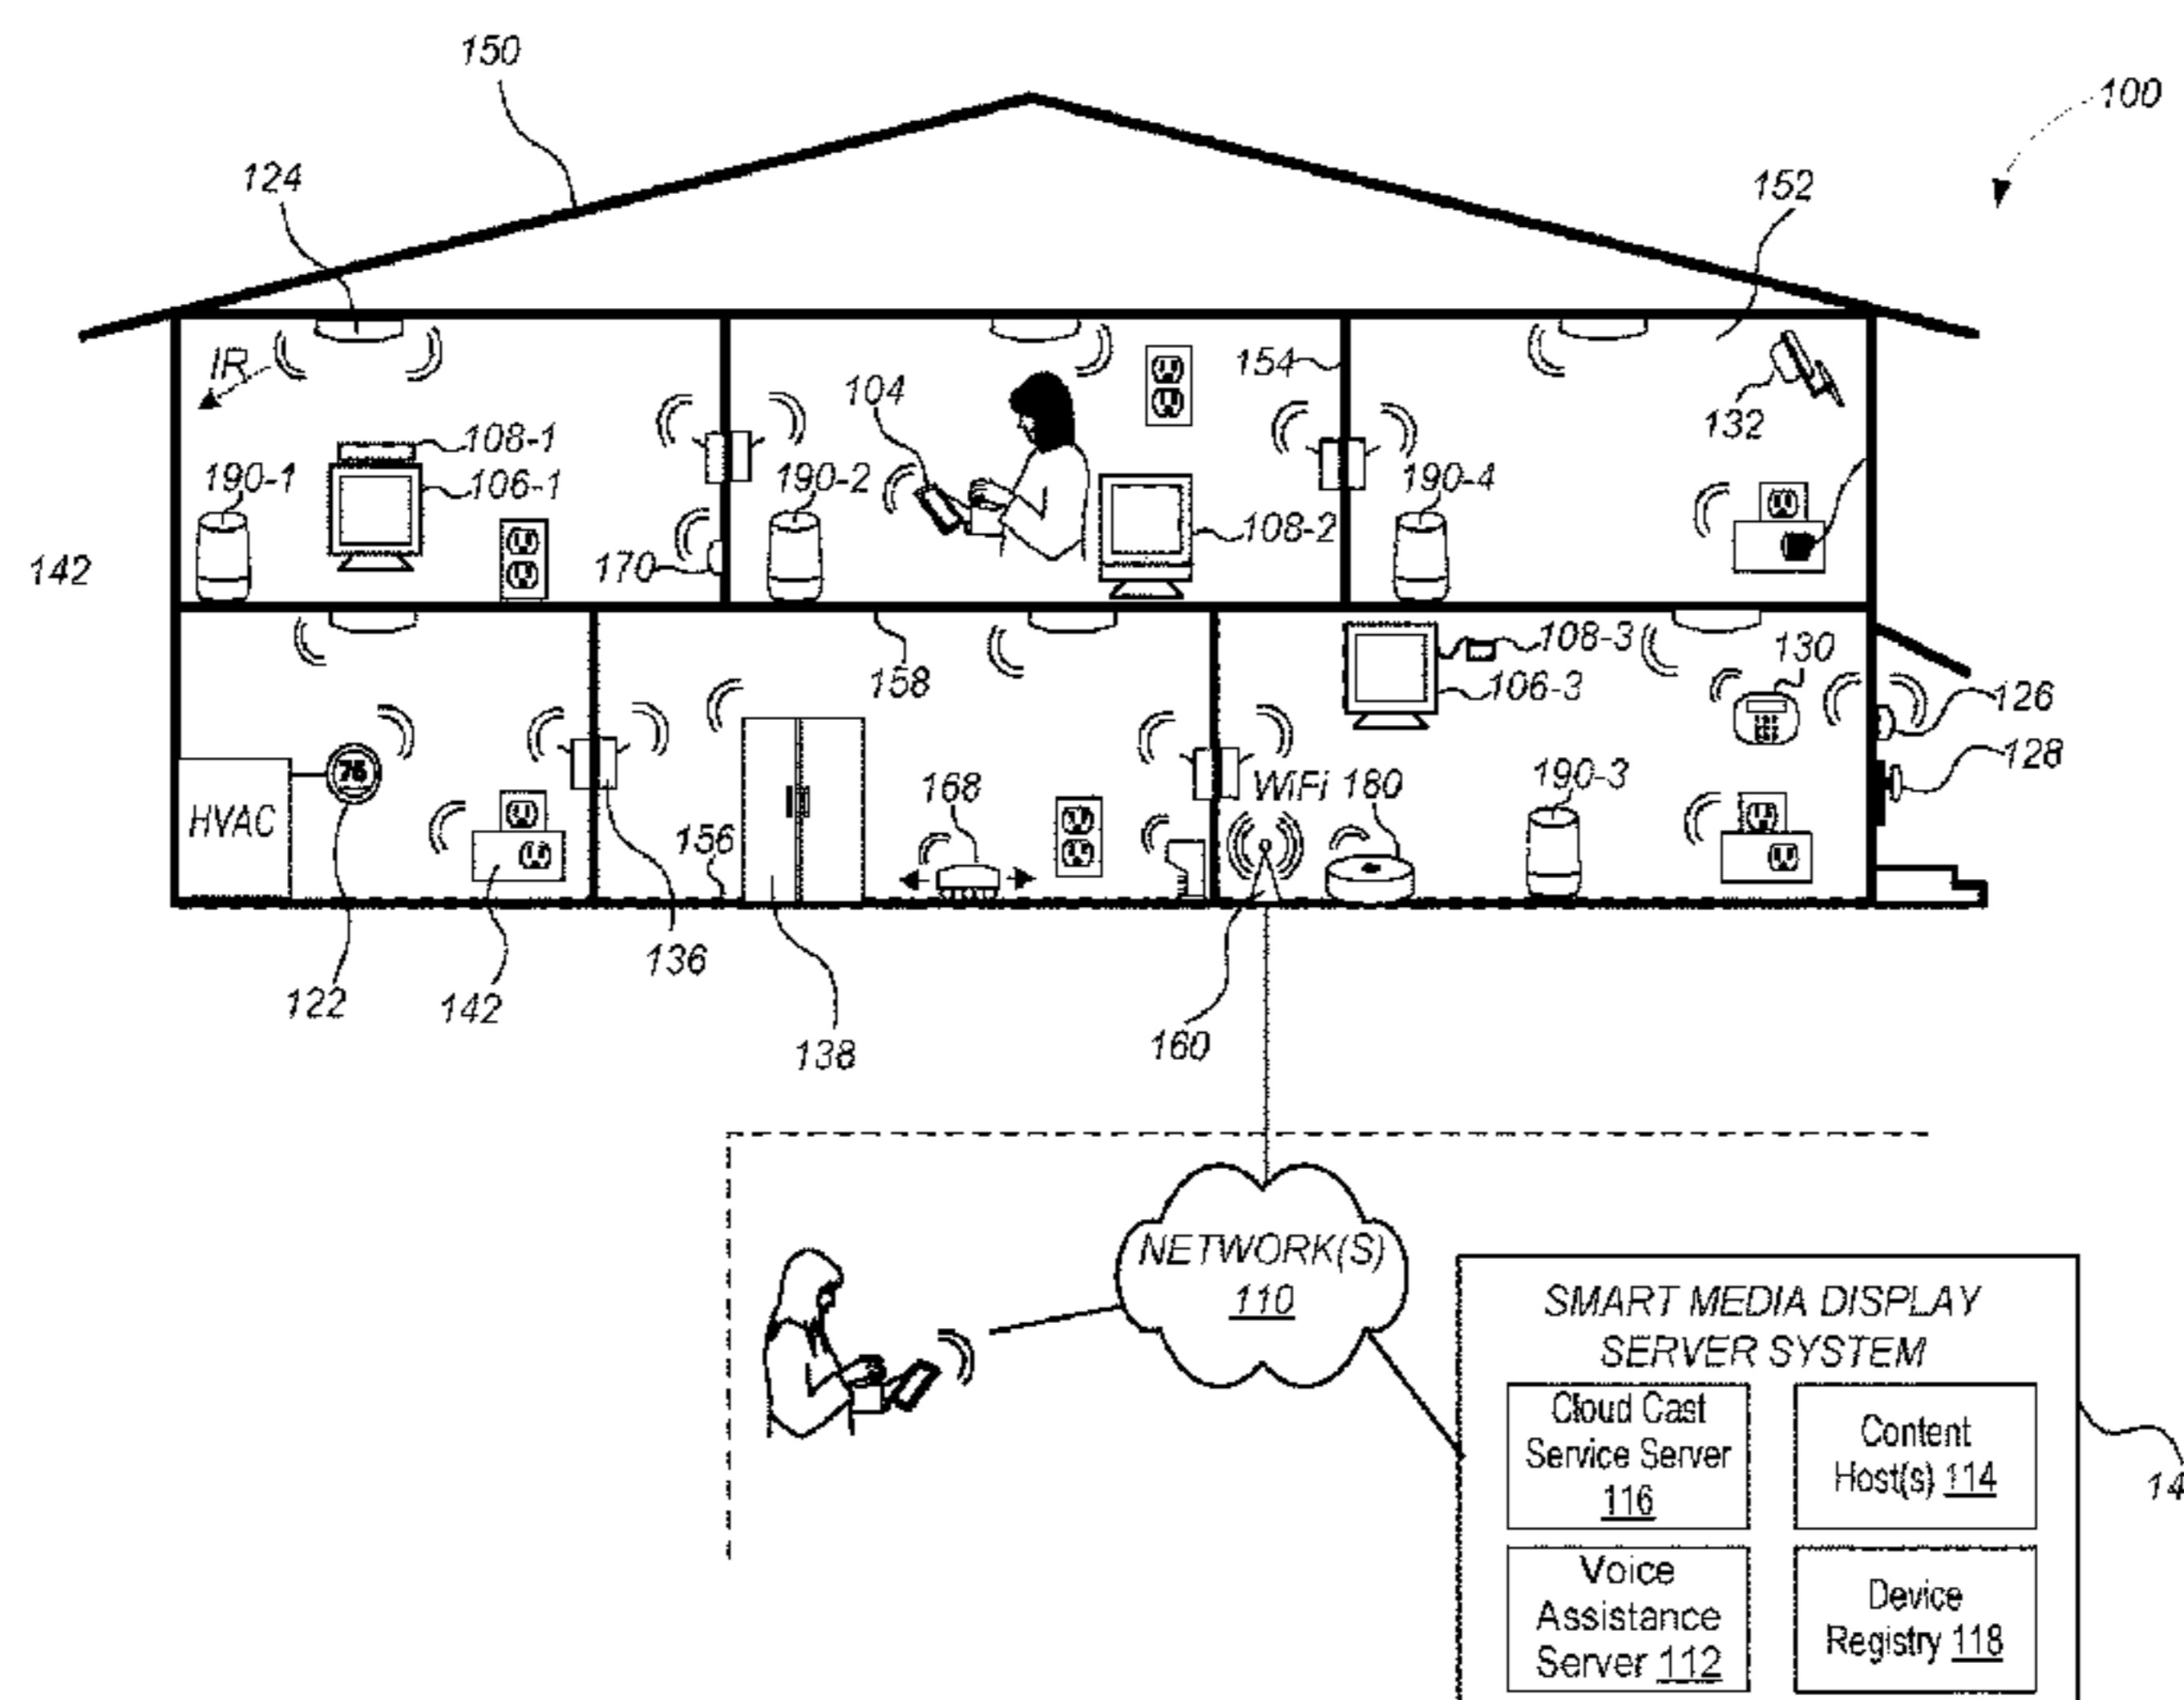 150
100
124
152
IR
154
104
132
108-1
190-1
106-1
190-2
190-4
108-2
142
170
108-3
130
158
106-3
126
128
76
190-3
WiFi
180
168
HVAC
156
136
122
142
138
160
NETWORK(S)
110
SMART MEDIA DISPLAY
SERVER SYSTEM
Cloud Cast
Service Server
116
Content
Host(s) 114
14
Voice
Assistance
Server 112
Device
Registry 118